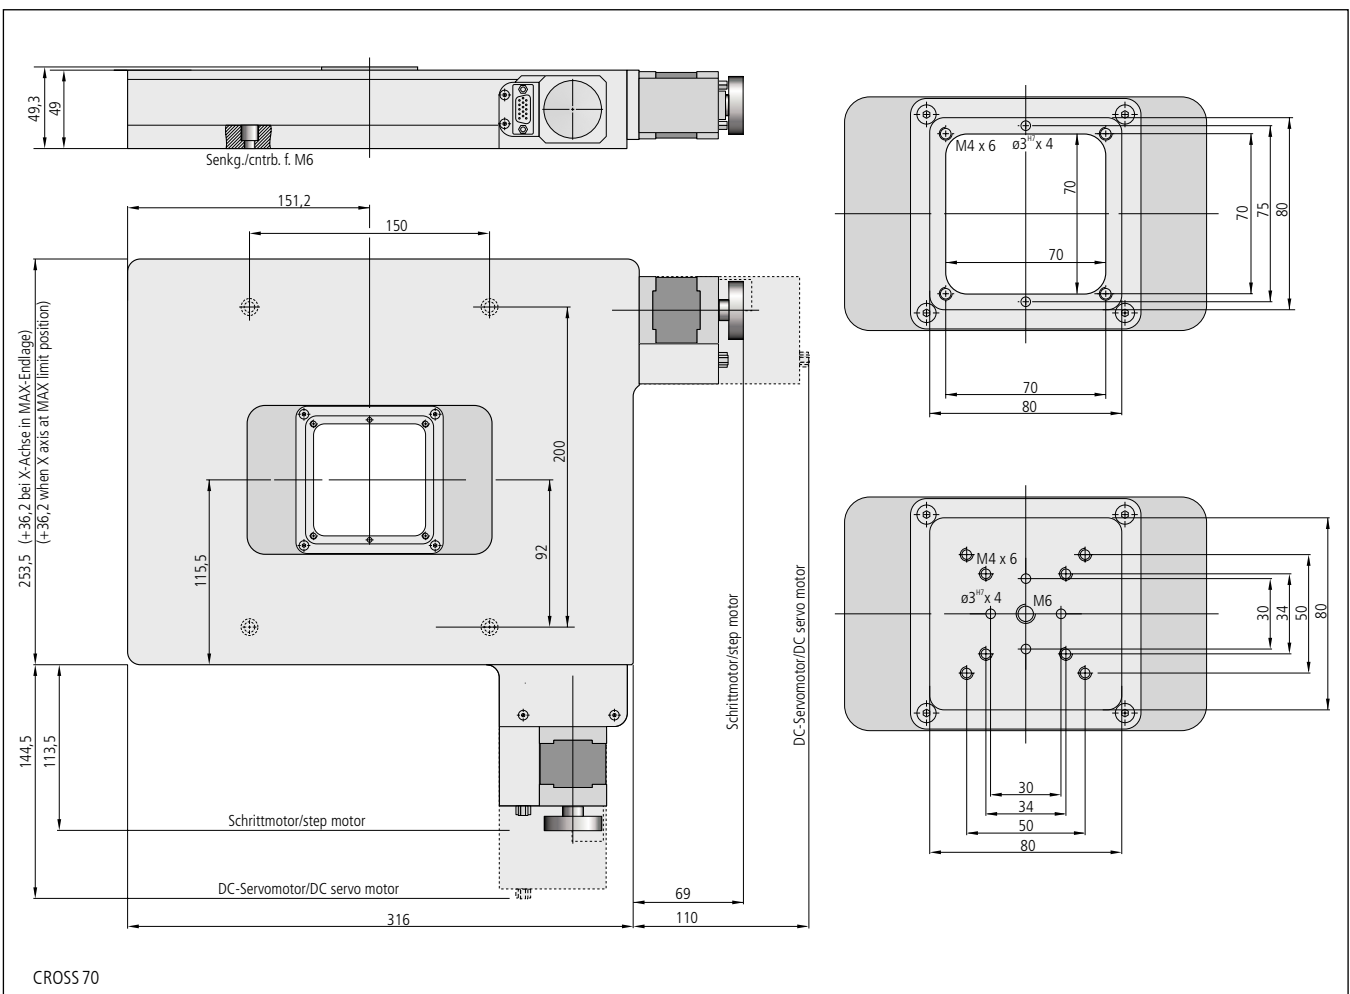 49,3
49
Senkg./cntrb. f. M6
151,2
150
253,5 (+36,2 bei X-Achse in MAX-Endlage)
(+36,2 when X axis at MAX limit position)
115,5
200
92
144,5
113,5
Schrittmotor/step motor
DC-Servomotor/DC servo motor
Schrittmotor/step motor
DC-Servomotor/DC servo motor
69
316
110
M4 x 6
ø3H7x 4
70
70
70
75
80
70
80
M4 x 6
ø3H7x 4
M6
30
34
50
80
30
34
50
80
CROSS 70